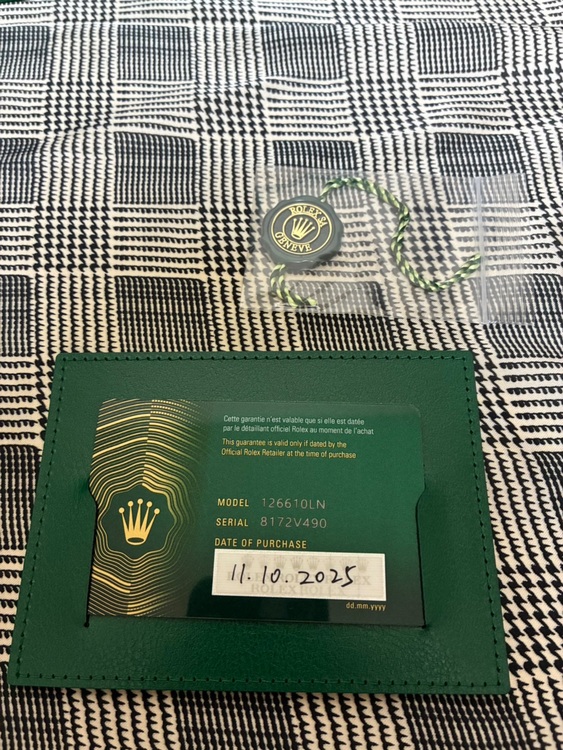 ROLEX SA
GENEVE
Cette garantie n'est valable que si elle est datée
par le détaillant officiel Rolex au moment de l'achat
This guarantee is valid only if dated by the
Official Rolex Retailer at the time of purchase
MODEL 126610LN
SERIAL 8172V490
DATE OF PURCHASE
11.10.2025
dd.mm.yyyy